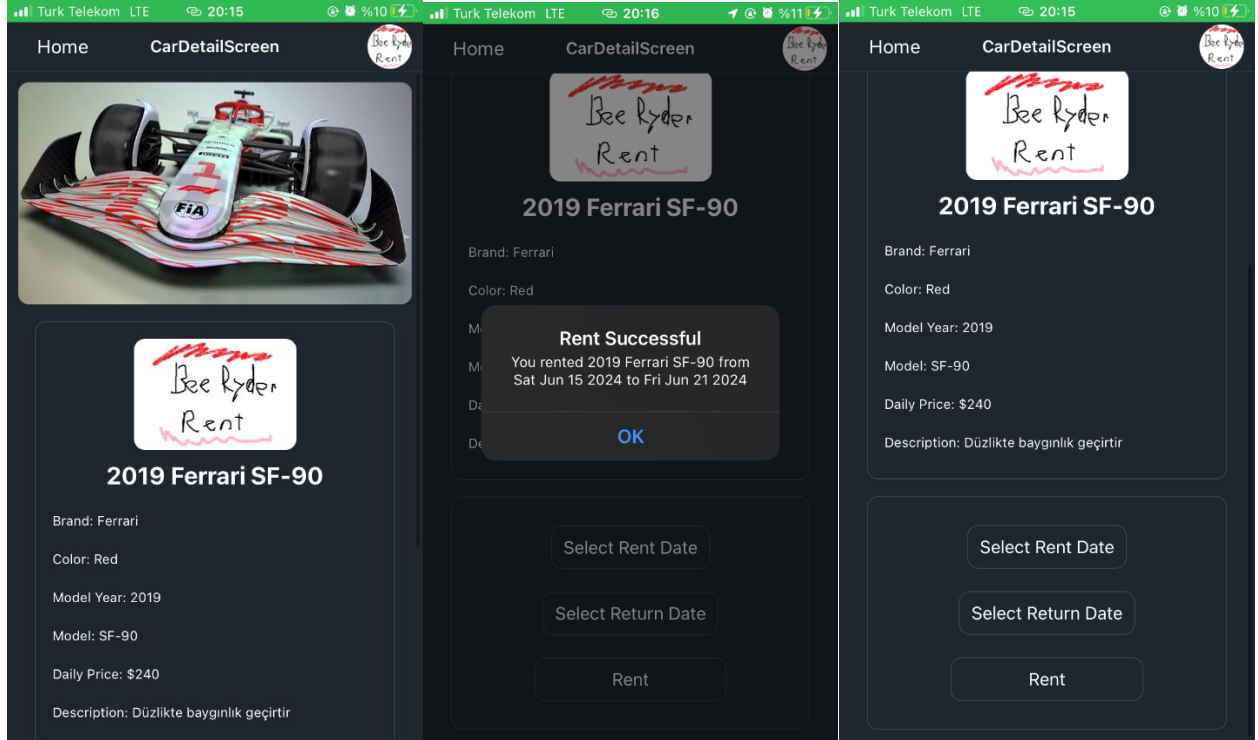 Turk Telekom LTE 20:15 %10
Home CarDetailScreen Bee Ryder Rent
PIRELLI
1
F1
FiA
Bee Ryder
Rent
2019 Ferrari SF-90
Brand: Ferrari
Color: Red
Model Year: 2019
Model: SF-90
Daily Price: $240
Description: Düzlikte baygınlık geçirtir
Turk Telekom LTE 20:16 %11
Home CarDetailScreen Bee Ryder Rent
Bee Ryder
Rent
2019 Ferrari SF-90
Brand: Ferrari
Color: Red
Rent Successful
You rented 2019 Ferrari SF-90 from
Sat Jun 15 2024 to Fri Jun 21 2024
OK
Select Rent Date
Select Return Date
Rent
Turk Telekom LTE 20:15 %10
Home CarDetailScreen Bee Ryder Rent
Bee Ryder
Rent
2019 Ferrari SF-90
Brand: Ferrari
Color: Red
Model Year: 2019
Model: SF-90
Daily Price: $240
Description: Düzlikte baygınlık geçirtir
Select Rent Date
Select Return Date
Rent